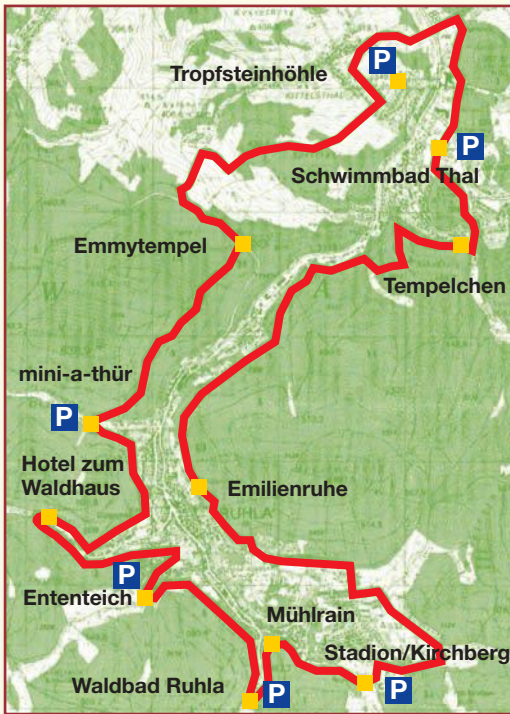 Tropfsteinhöhle
P
P
Schwimmbad Thal
Emmytempel
Tempelchen
mini-a-thür
P
Hotel zum
Waldhaus
Emilienruhe
RUHLA
P
Ententeich
Mühlrain
Stadion/Kirchberg
Waldbad Ruhla
P
P